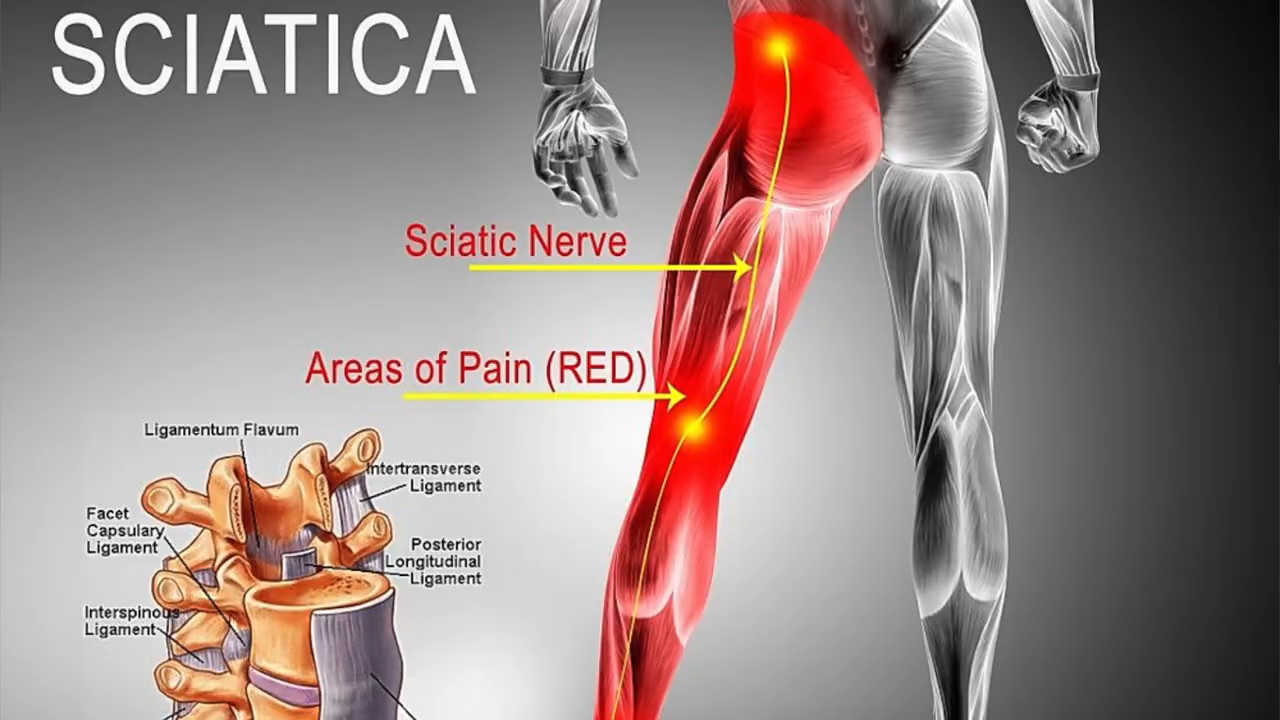 SCIATICA
Sciatic Nerve
Areas of Pain (RED)
Ligamentum Flavum
Intertransverse
Ligament
Facet
Capsulary
Ligament
Posterior
Longitudinal
Ligament
Interspinous
Ligament